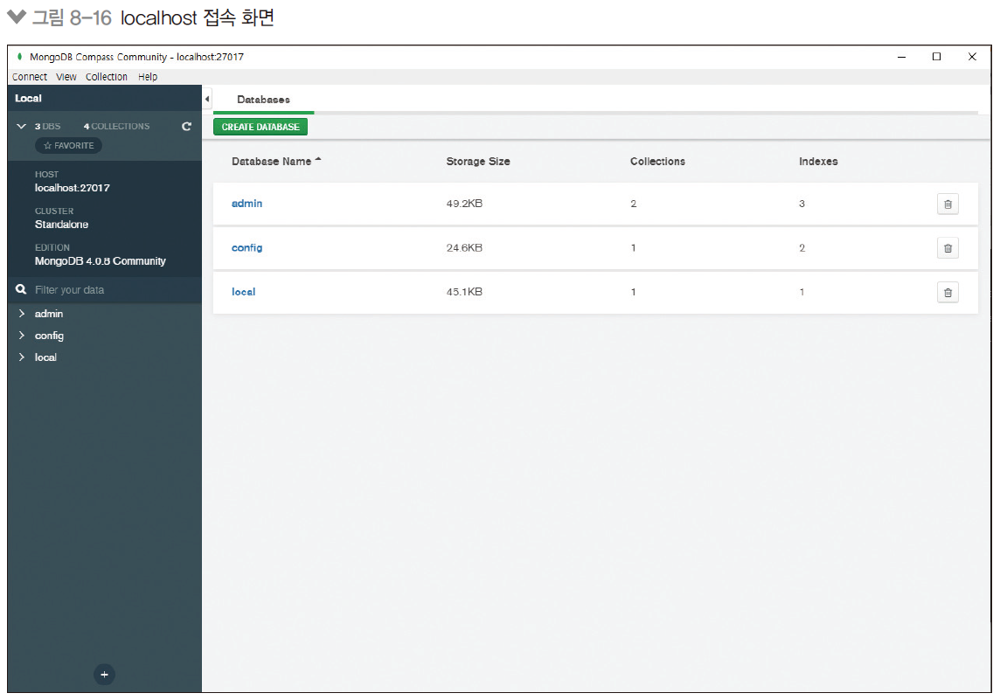 그림 8-16 localhost 접속 화면
MongoDB Compass Community - localhost:27017
Connect View Collection Help
Local
3 DBS 4 COLLECTIONS
☆ FAVORITE
HOST
localhost:27017
CLUSTER
Standalone
EDITION
MongoDB 4.0.8 Community
Filter your data
admin
config
local
Databases
CREATE DATABASE
Database Name Storage Size Collections Indexes
admin 49.2KB 2 3
config 24.6KB 1 2
local 45.1KB 1 1